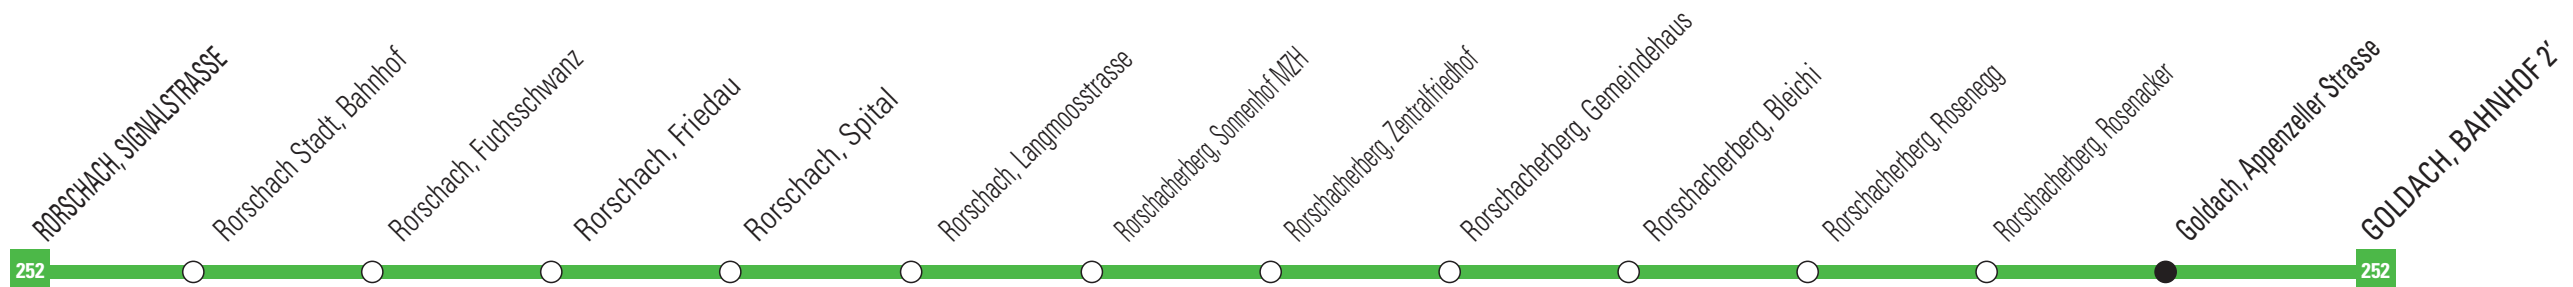 RORSCHACH, SIGNALSTRASSE
Rorschach Stadt, Bahnhof
Rorschach, Fuchsschwanz
Rorschach, Friedau
Rorschach, Spital
Rorschach, Langmoosstrasse
Rorschacherberg, Sonnenhof MZH
Rorschacherberg, Zentralfriedhof
Rorschacherberg, Gemeindehaus
Rorschacherberg, Bleichi
Rorschacherberg, Rosenegg
Rorschacherberg, Rosenacker
Goldach, Appenzeller Strasse
GOLDACH, BAHNHOF 2'
252
252